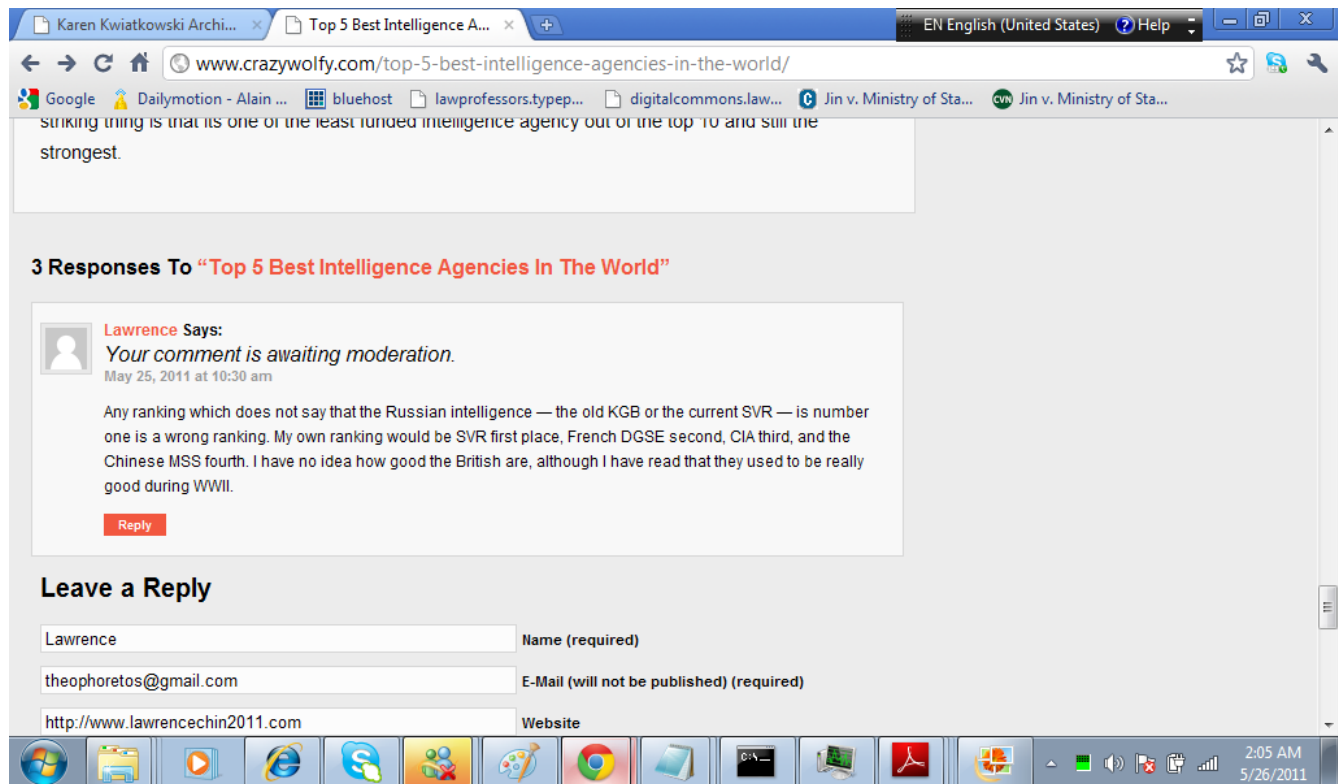 Karen Kwiatkowski Archi...
Top 5 Best Intelligence A...
EN English (United States) Help
www.crazywolfy.com/top-5-best-intelligence-agencies-in-the-world/
Google Dailymotion - Alain ... bluehost lawprofessors.typep... digitalcommons.law... Jin v. Ministry of Sta... CVN Jin v. Ministry of Sta...
striking thing is that its one of the least funded intelligence agency out of the top 10 and still the
strongest.
3 Responses To “Top 5 Best Intelligence Agencies In The World”
Lawrence Says:
Your comment is awaiting moderation.
May 25, 2011 at 10:30 am
Any ranking which does not say that the Russian intelligence — the old KGB or the current SVR — is number
one is a wrong ranking. My own ranking would be SVR first place, French DGSE second, CIA third, and the
Chinese MSS fourth. I have no idea how good the British are, although I have read that they used to be really
good during WWII.
Reply
Leave a Reply
Lawrence Name (required)
theophoretos@gmail.com E-Mail (will not be published) (required)
http://www.lawrencechin2011.com Website
2:05 AM
5/26/2011